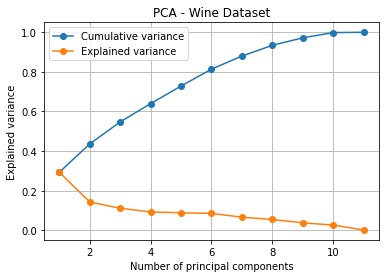 PCA - Wine Dataset
Cumulative variance
Explained variance
Explained variance
1.0
0.8
0.6
0.4
0.2
0.0
2 4 6 8 10
Number of principal components